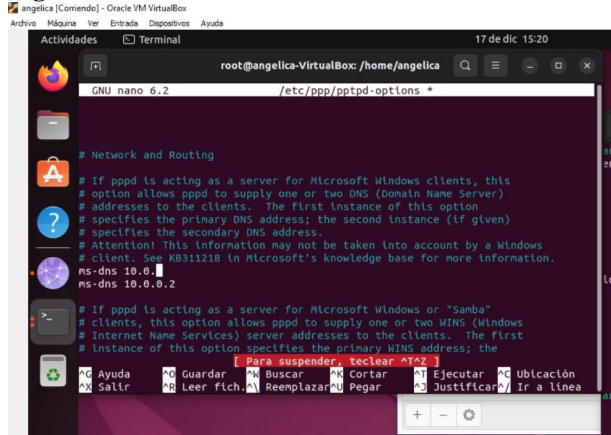 angelica [Corriendo] - Oracle VM VirtualBox
Archivo Máquina Ver Entrada Dispositivos Ayuda
Actividades Terminal 17 de dic 15:20
root@angelica-VirtualBox: /home/angelica
GNU nano 6.2 /etc/ppp/pptpd-options *
# Network and Routing
# If pppd is acting as a server for Microsoft Windows clients, this
# option allows pppd to supply one or two DNS (Domain Name Server)
# addresses to the clients. The first instance of this option
# specifies the primary DNS address; the second instance (if given)
# specifies the secondary DNS address.
# Attention! This information may not be taken into account by a Windows
# client. See KB311218 in Microsoft's knowledge base for more information.
ms-dns 10.0.
ms-dns 10.0.0.2
# If pppd is acting as a server for Microsoft Windows or "Samba"
# clients, this option allows pppd to supply one or two WINS (Windows
# Internet Name Services) server addresses to the clients. The first
# instance of this option specifies the primary WINS address; the
[ Para suspender, teclear ^T^Z ]
^G Ayuda ^O Guardar ^W Buscar ^K Cortar ^T Ejecutar ^C Ubicación
^X Salir ^R Leer fich. ^\ Reemplazar ^U Pegar ^J Justificar ^/ Ir a línea